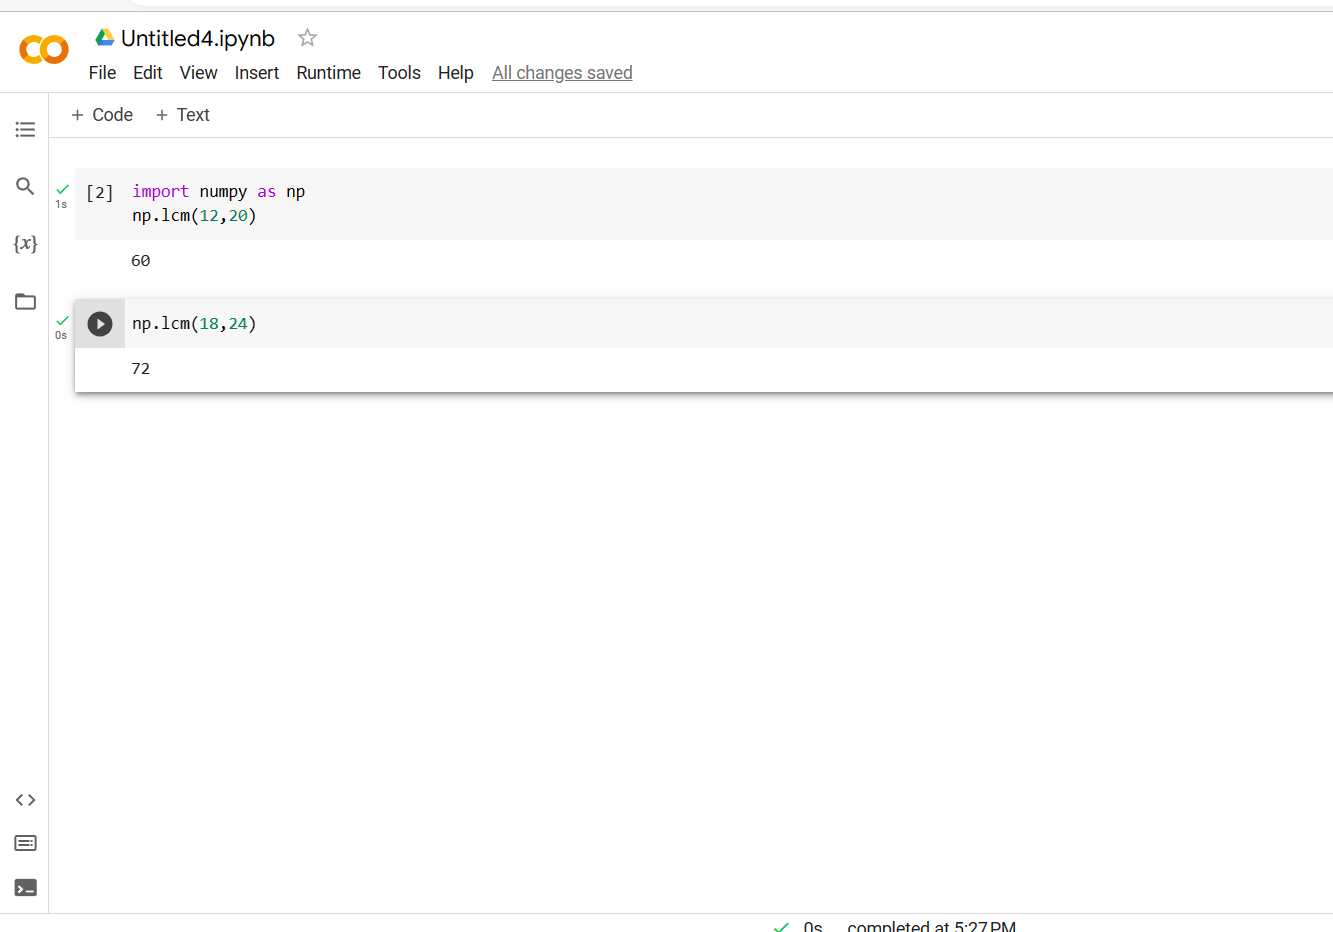 Untitled4.ipynb
File Edit View Insert Runtime Tools Help All changes saved
+ Code + Text
[2] import numpy as np
1s
np.lcm(12,20)
{x}
60
np.lcm(18,24)
0s
72
0s completed at 5:27 PM